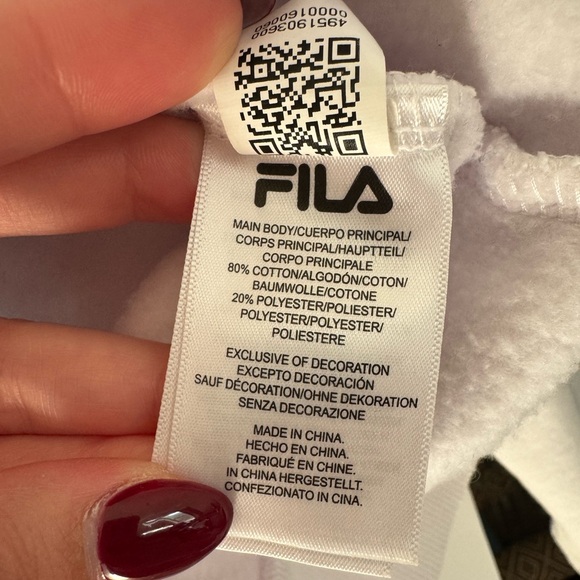 4951903600
0000160060
FILA
MAIN BODY/CUERPO PRINCIPAL/
CORPS PRINCIPAL/HAUPTTEIL/
CORPO PRINCIPALE
80% COTTON/ALGODÓN/COTON/
BAUMWOLLE/COTONE
20% POLYESTER/POLIESTER/
POLYESTER/POLYESTER/
POLIESTERE
EXCLUSIVE OF DECORATION
EXCEPTO DECORACIÓN
SAUF DÉCORATION/OHNE DEKORATION
SENZA DECORAZIONE
MADE IN CHINA.
HECHO EN CHINA.
FABRIQUÉ EN CHINE.
IN CHINA HERGESTELLT.
CONFEZIONATO IN CINA.